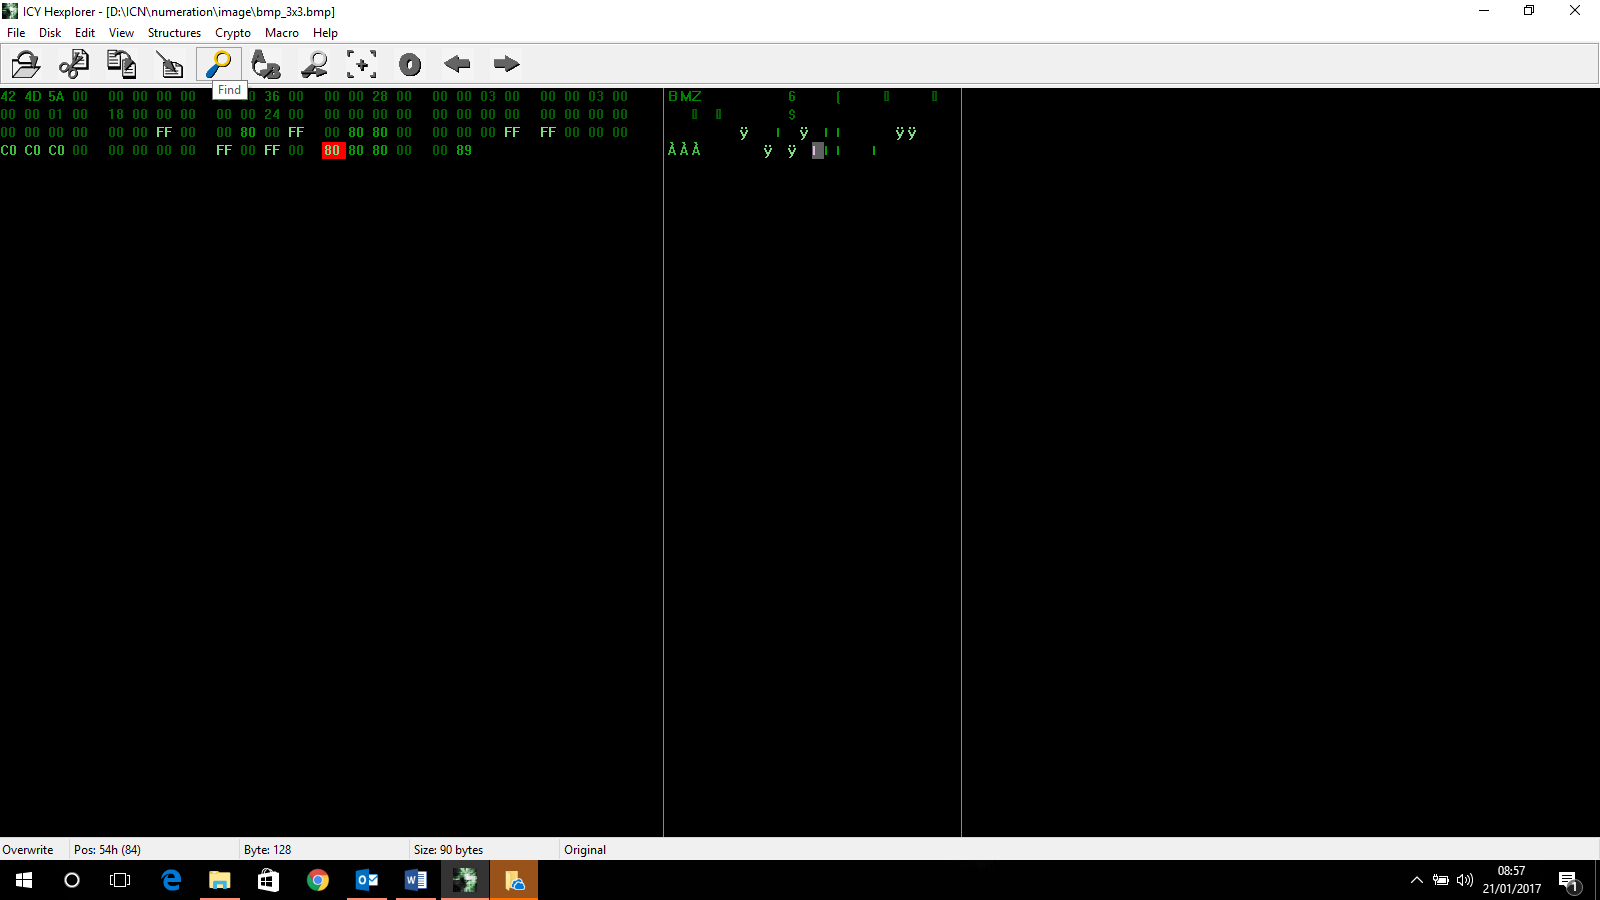 ICY Hexplorer - [D:\ICN\numeration\image\bmp_3x3.bmp]
File Disk Edit View Structures Crypto Macro Help
Find
42 4D 5A 00 00 00 00 00 00 36 00 00 00 28 00 00 00 03 00 00 00 03 00 BMZ 6 (
00 00 01 00 18 00 00 00 00 00 24 00 00 00 00 00 00 00 00 00 00 00 00 00 $
00 00 00 00 00 00 FF 00 00 80 00 FF 00 80 80 00 00 00 00 FF FF 00 00 00 ÿ ÿ ÿÿ
C0 C0 C0 00 00 00 00 00 FF 00 FF 00 80 80 80 00 00 89 ÀÀÀ ÿ ÿ
Overwrite Pos: 54h (84) Byte: 128 Size: 90 bytes Original
08:57
21/01/2017
1